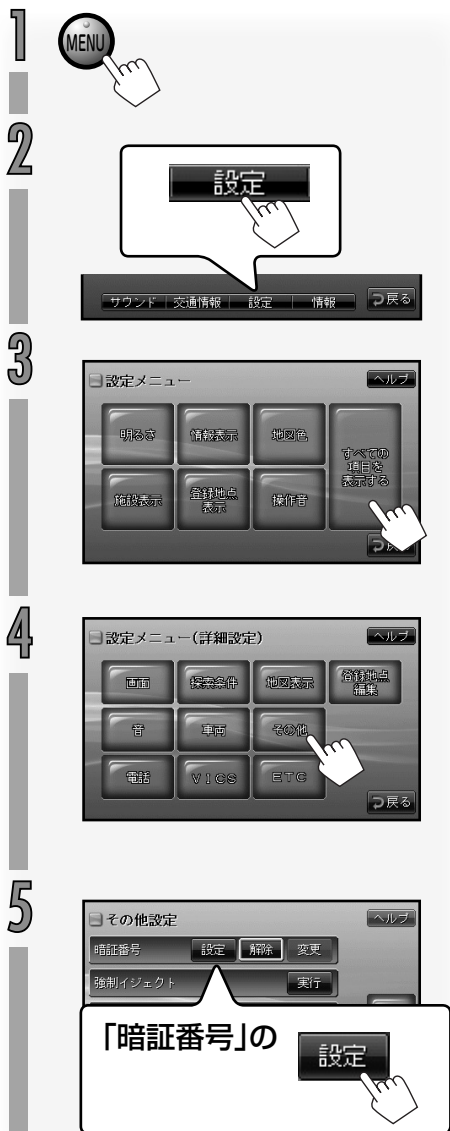 1
MENU
2
設定
サウンド 交通情報 設定 情報 戻る
3
設定メニュー ヘルプ
明るさ 情報表示 地図色 すべての
項目を
表示する
施設表示 登録地点
表示 操作音
戻る
4
設定メニュー(詳細設定) ヘルプ
画面 探索条件 地図表示 登録地点
編集
音 車両 その他
電話 VICS ETC
戻る
5
その他設定 ヘルプ
暗証番号 設定 解除 変更
強制イジェクト 実行
「暗証番号」の 設定